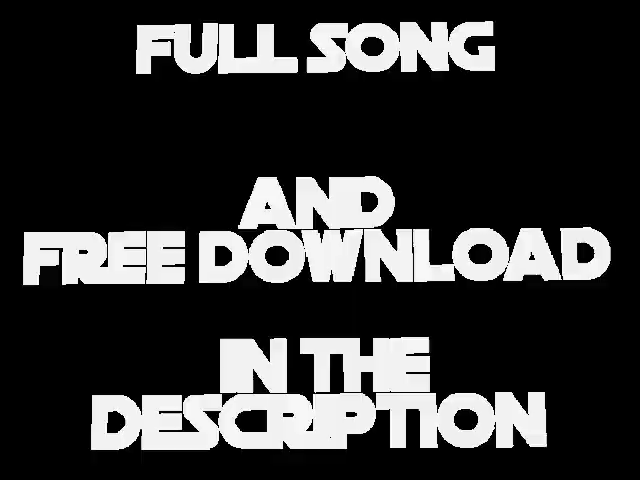 FULL SONG
AND
FREE DOWNLOAD
IN THE
DESCRIPTION